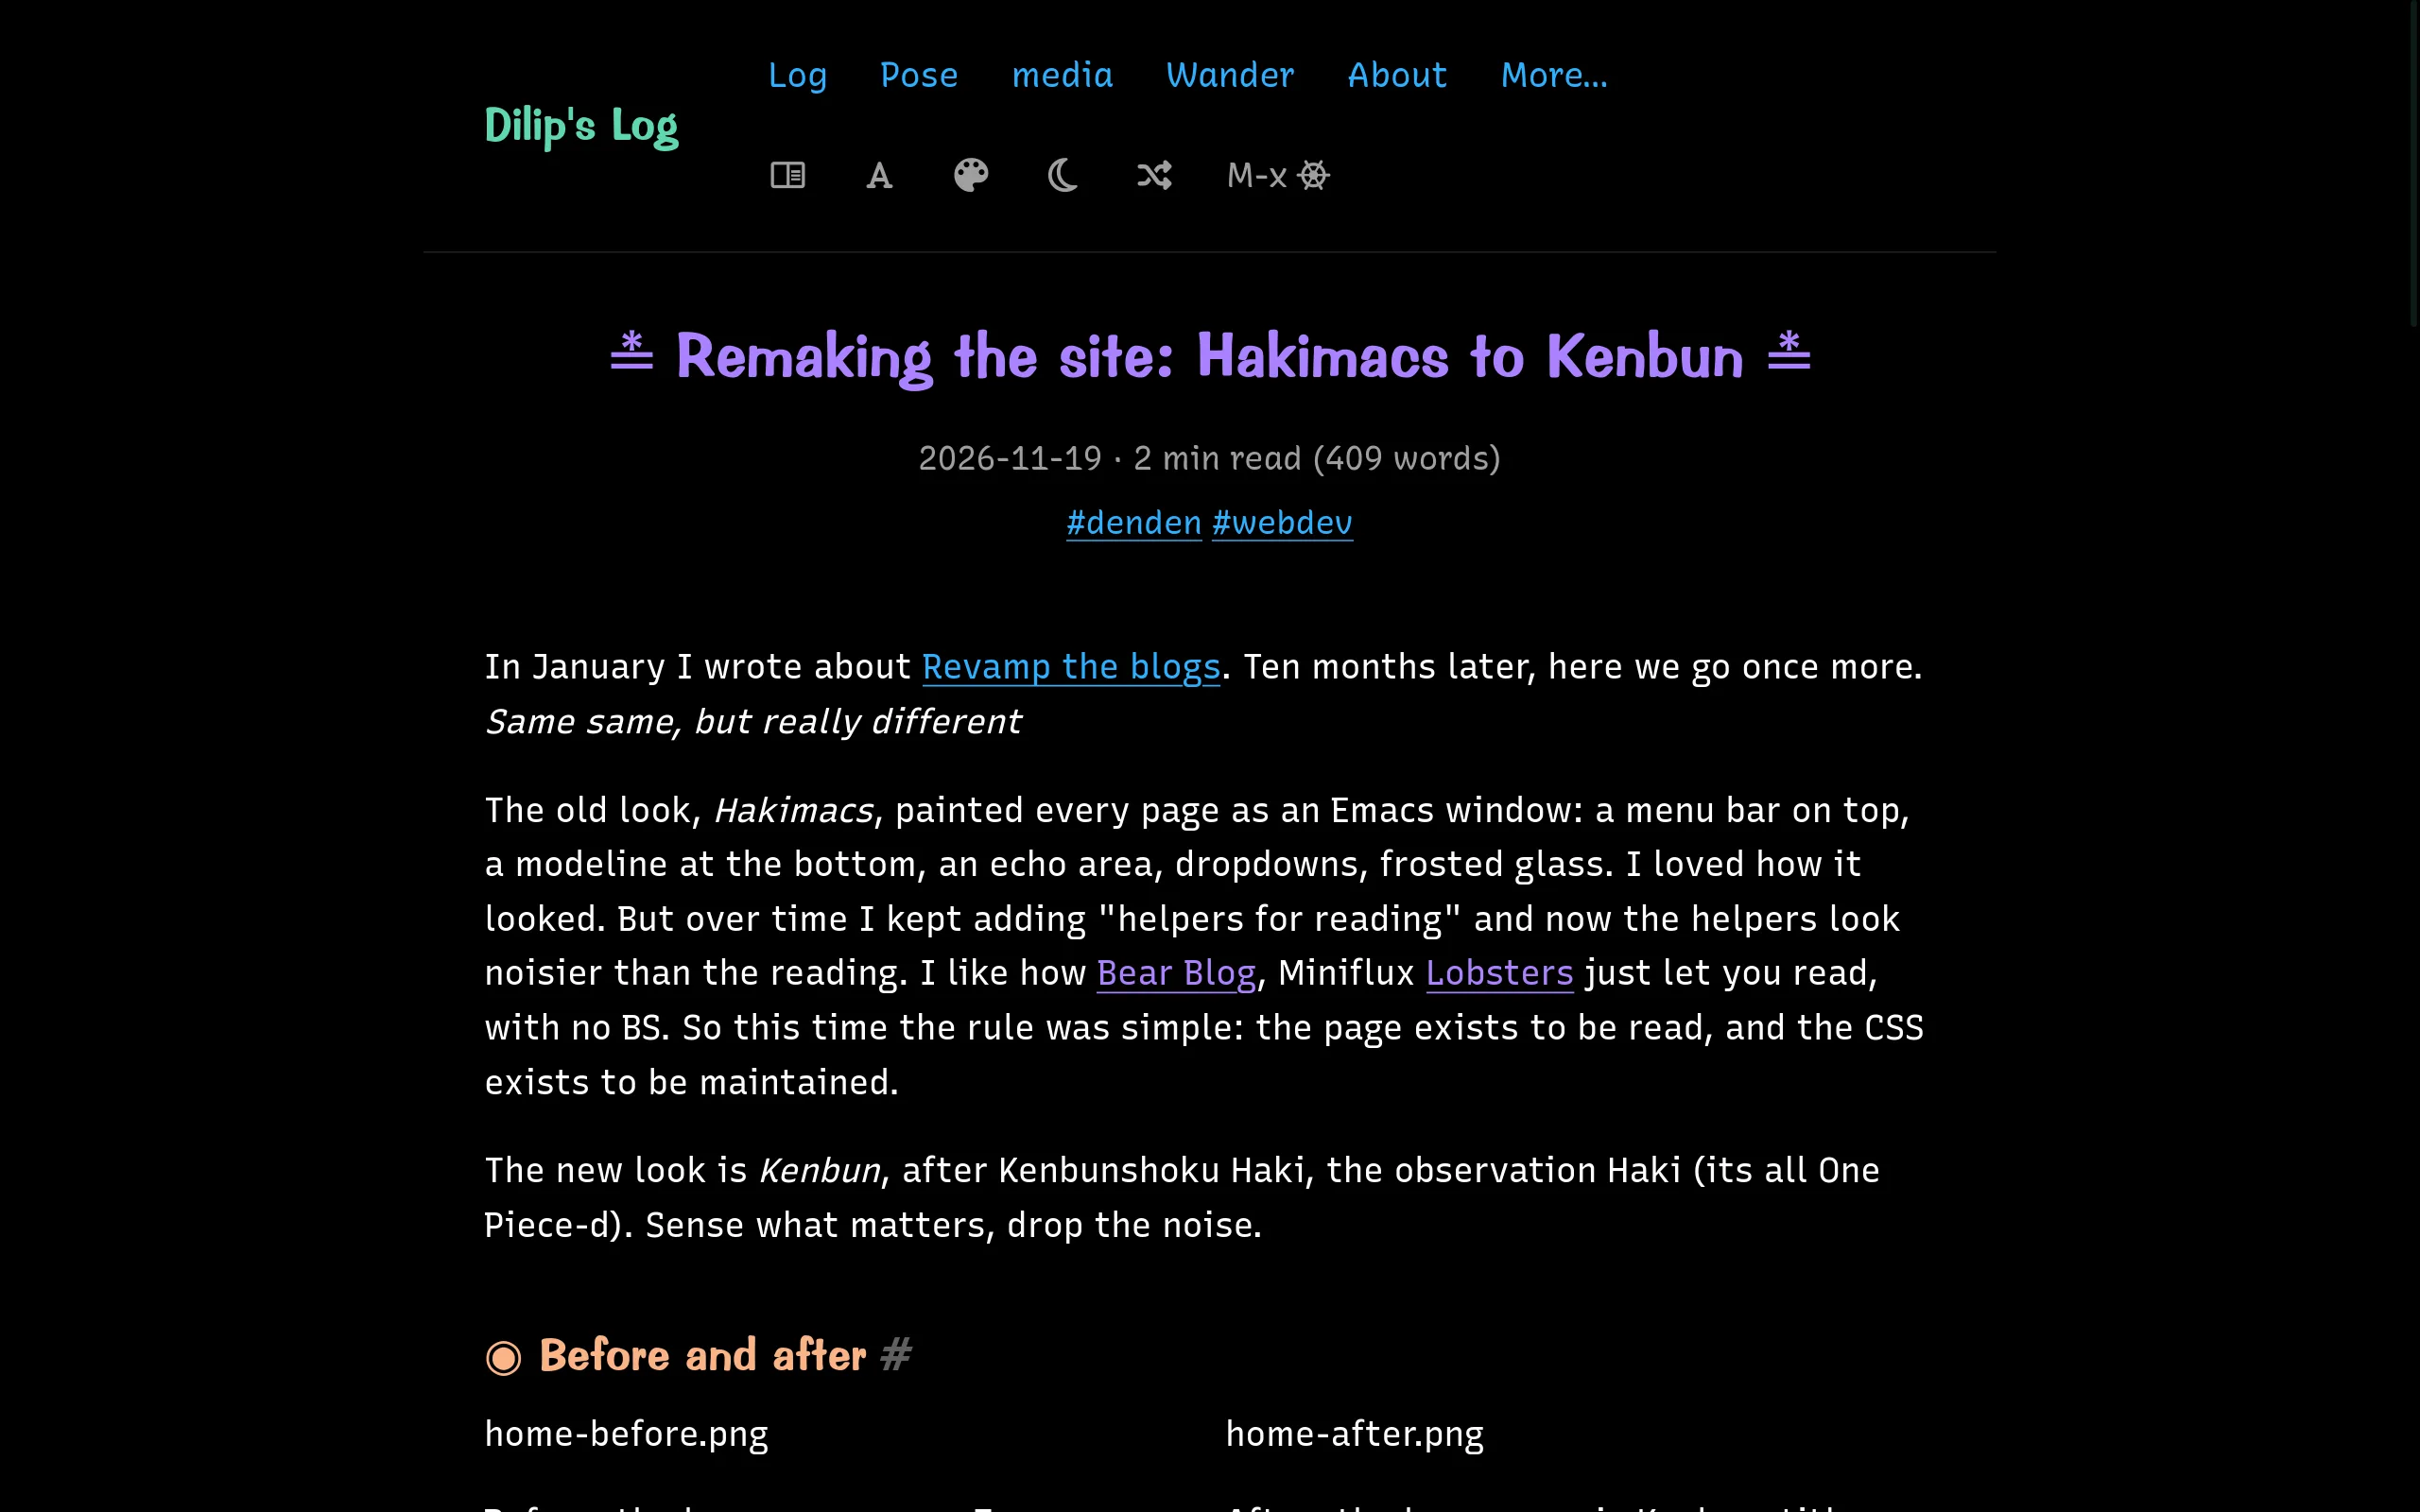 Log Pose media Wander About More...
Dilip's Log
M-x
* Remaking the site: Hakimacs to Kenbun *
2026-11-19 · 2 min read (409 words)
#denden #webdev
In January I wrote about Revamp the blogs. Ten months later, here we go once more.
Same same, but really different
The old look, Hakimacs, painted every page as an Emacs window: a menu bar on top,
a modeline at the bottom, an echo area, dropdowns, frosted glass. I loved how it
looked. But over time I kept adding "helpers for reading" and now the helpers look
noisier than the reading. I like how Bear Blog, Miniflux Lobsters just let you read,
with no BS. So this time the rule was simple: the page exists to be read, and the CSS
exists to be maintained.
The new look is Kenbun, after Kenbunshoku Haki, the observation Haki (its all One
Piece-d). Sense what matters, drop the noise.
◉ Before and after #
home-before.png home-after.png